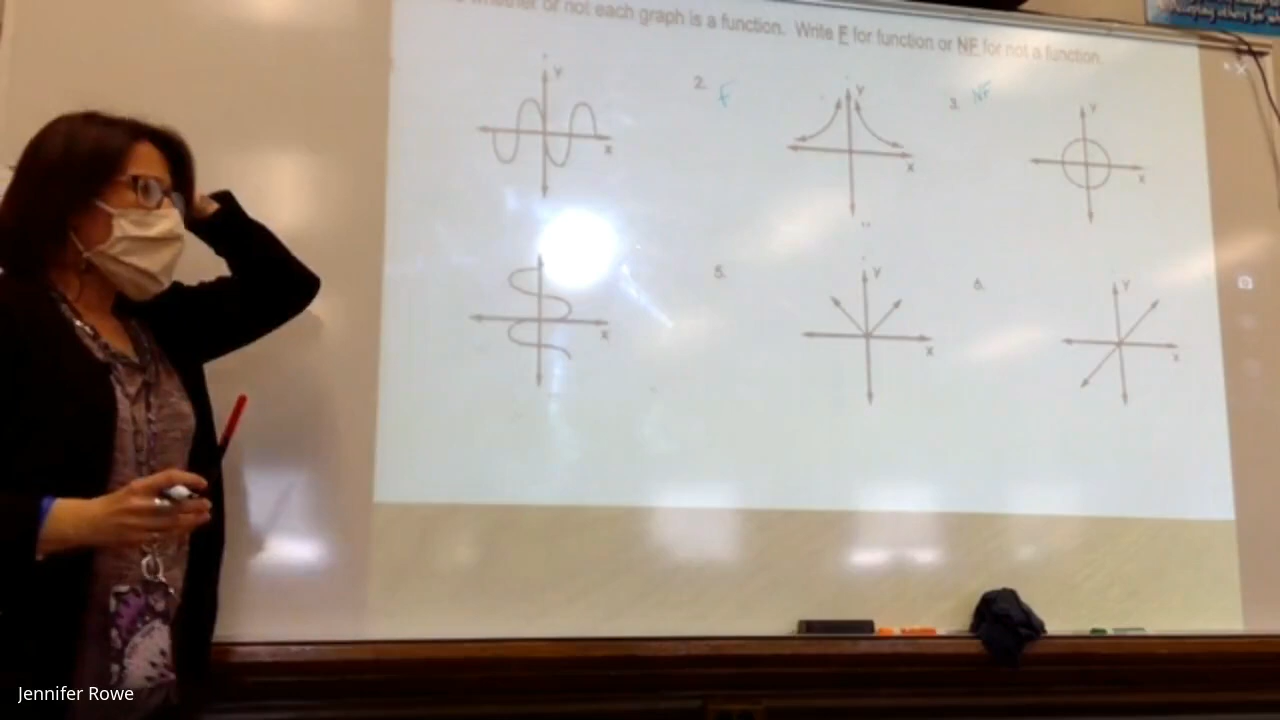 whether or not each graph is a function. Write F for function or NF for not a function.
2. F
3. NF
Y
X
Y
X
Y
X
5.
6.
X
Y
X
Y
X
Jennifer Rowe